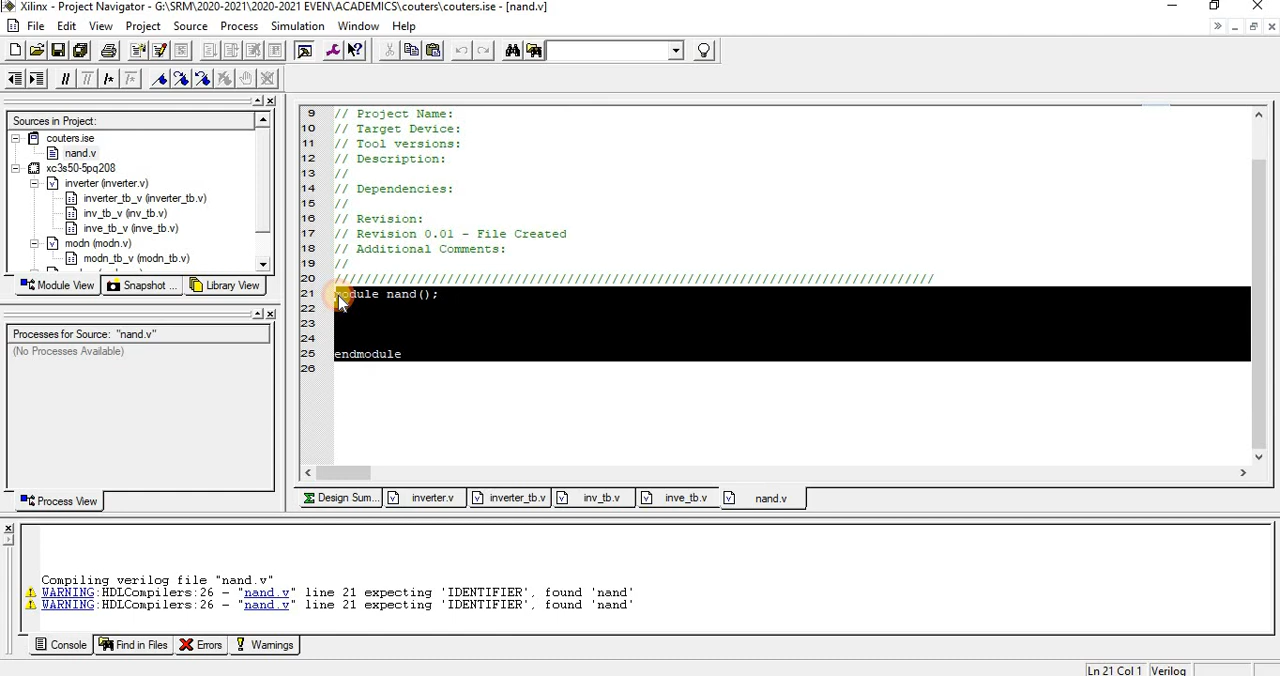 Xilinx - Project Navigator - G:\SRM\2020-2021\2020-2021 EVEN\ACADEMICS\couters\couters.ise - [nand.v]
File Edit View Project Source Process Simulation Window Help
Sources in Project:
couters.ise
nand.v
xc3s50-5pq208
inverter (inverter.v)
inverter_tb_v (inverter_tb.v)
inv_tb_v (inv_tb.v)
inve_tb_v (inve_tb.v)
modn (modn.v)
modn_tb_v (modn_tb.v)
Module View Snapshot ... Library View
Processes for Source: "nand.v"
(No Processes Available)
Process View
9 // Project Name:
10 // Target Device:
11 // Tool versions:
12 // Description:
13 //
14 // Dependencies:
15 //
16 // Revision:
17 // Revision 0.01 - File Created
18 // Additional Comments:
19 //
20 ////////////////////////////////////////////////////////////////////////////////
21 module nand();
22
23
24
25 endmodule
26
Design Sum... inverter.v inverter_tb.v inv_tb.v inve_tb.v nand.v
Compiling verilog file "nand.v"
WARNING:HDLCompilers:26 - "nand.v" line 21 expecting 'IDENTIFIER', found 'nand'
WARNING:HDLCompilers:26 - "nand.v" line 21 expecting 'IDENTIFIER', found 'nand'
Console Find in Files Errors Warnings
Ln 21 Col 1 Verilog